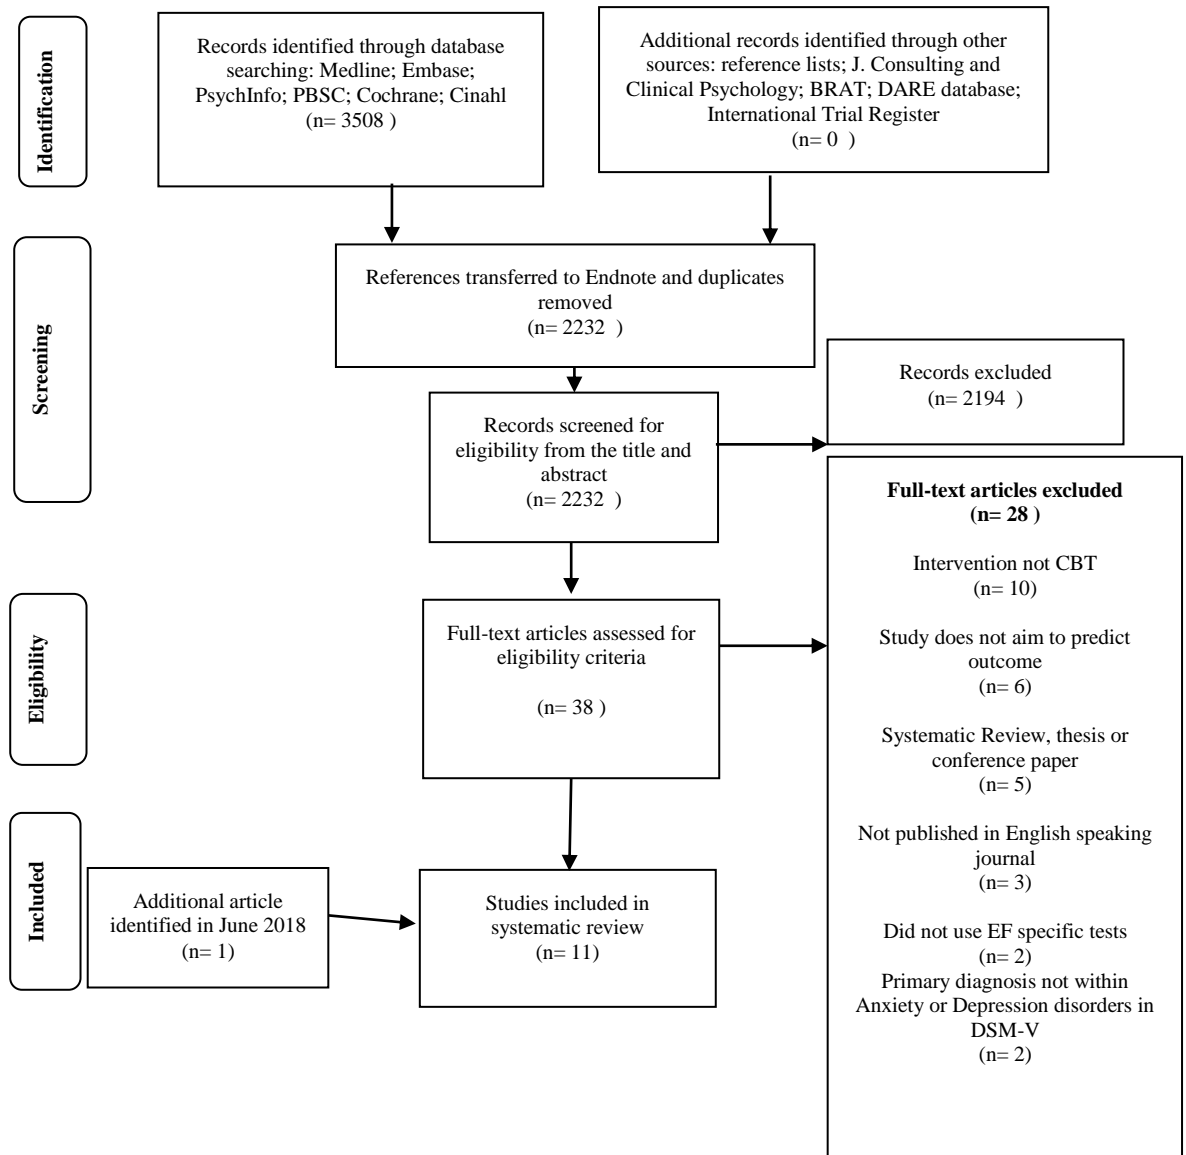 Identification
Records identified through database
searching: Medline; Embase;
PsychInfo; PBSC; Cochrane; Cinahl
(n= 3508 )
Additional records identified through other
sources: reference lists; J. Consulting and
Clinical Psychology; BRAT; DARE database;
International Trial Register
(n= 0 )
Screening
References transferred to Endnote and duplicates
removed
(n= 2232 )
Records screened for
eligibility from the title and
abstract
(n= 2232 )
Records excluded
(n= 2194 )
Eligibility
Full-text articles assessed for
eligibility criteria
(n= 38 )
Full-text articles excluded
(n= 28 )
Intervention not CBT
(n= 10)
Study does not aim to predict
outcome
(n= 6)
Systematic Review, thesis or
conference paper
(n= 5)
Not published in English speaking
journal
(n= 3)
Did not use EF specific tests
(n= 2)
Primary diagnosis not within
Anxiety or Depression disorders in
DSM-V
(n= 2)
Included
Additional article
identified in June 2018
(n= 1)
Studies included in
systematic review
(n= 11)